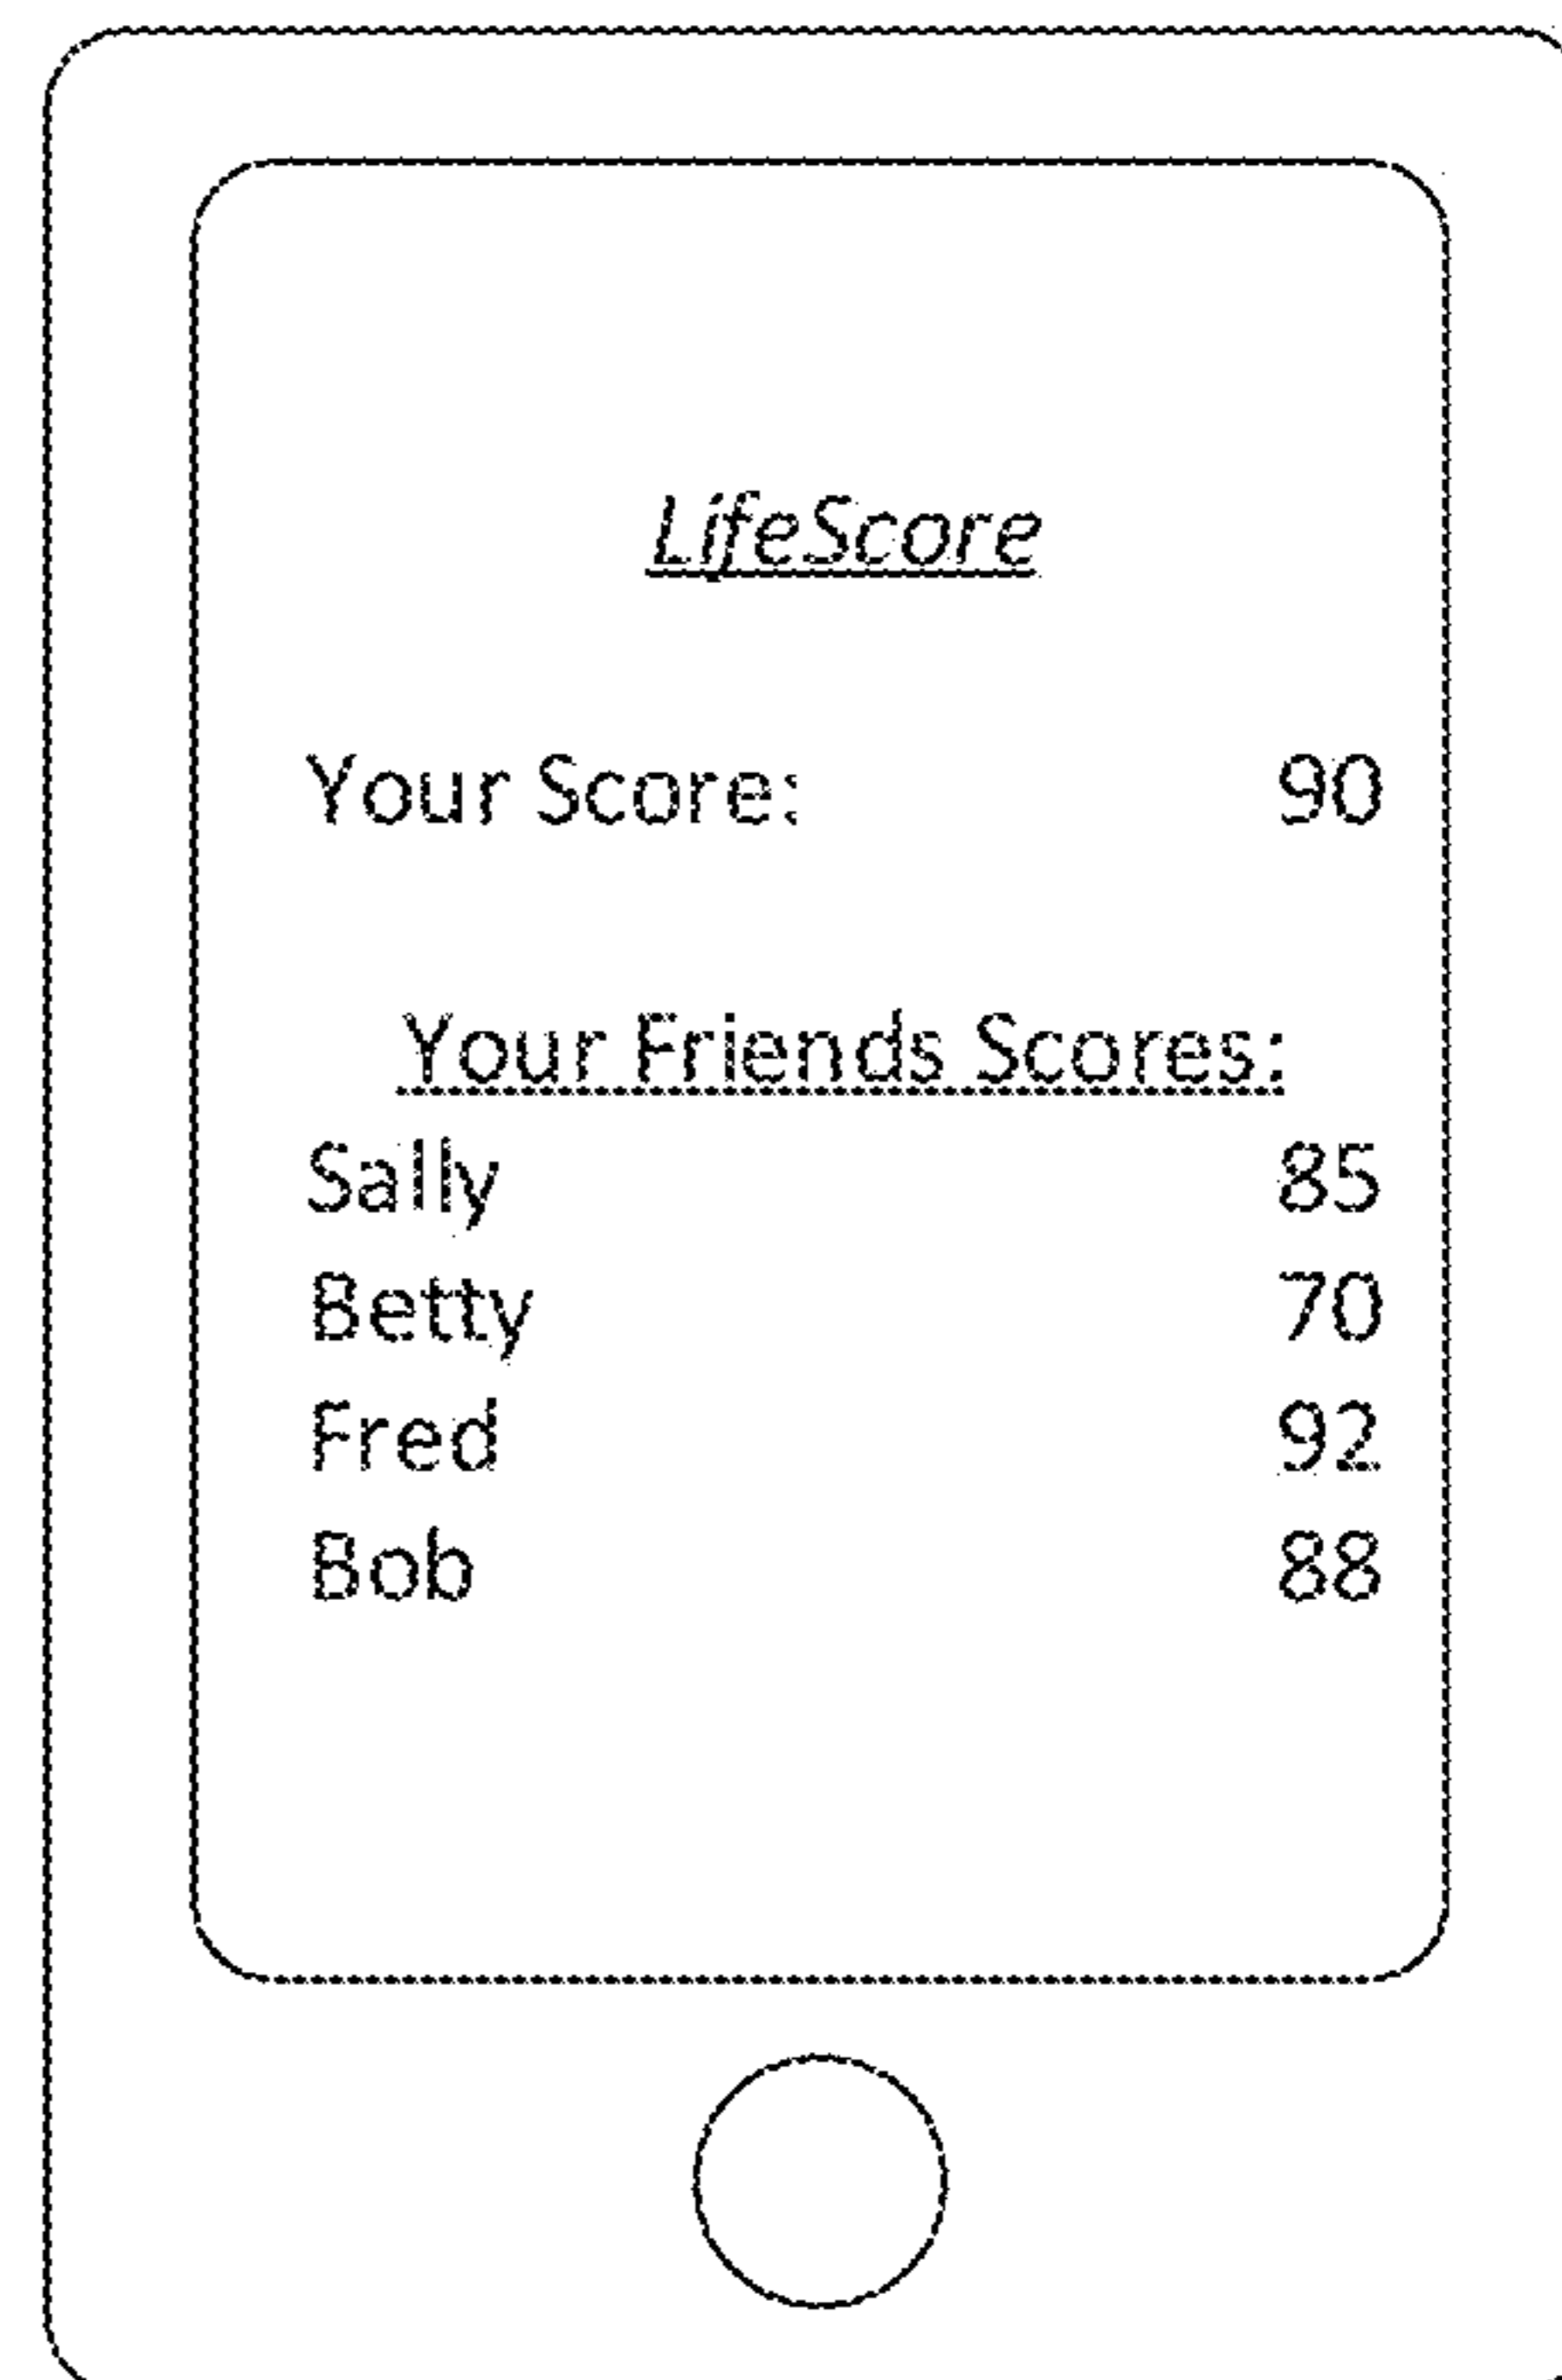 LifeScore
Your Score: 90
Your Friends Scores:
Sally 85
Betty 70
Fred 92
Bob 88